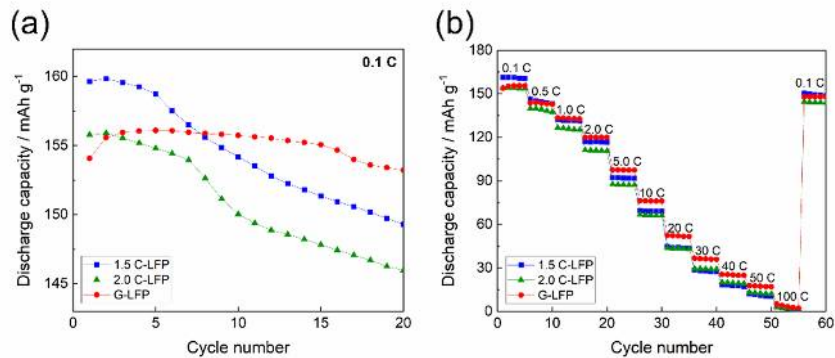 (a)
0.1 C
160
155
150
145
Discharge capacity / mAh g⁻¹
1.5 C-LFP
2.0 C-LFP
G-LFP
0 5 10 15 20
Cycle number
(b)
180
150
120
90
60
30
0
Discharge capacity / mAh g⁻¹
0.1 C
0.5 C
1.0 C
2.0 C
5.0 C
10 C
20 C
30 C
40 C
50 C
100 C
0.1 C
1.5 C-LFP
2.0 C-LFP
G-LFP
0 10 20 30 40 50 60
Cycle number